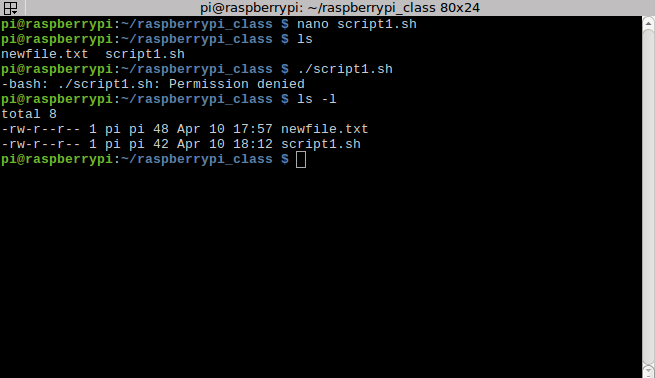 pi@raspberrypi: ~/raspberrypi_class 80x24
pi@raspberrypi:~/raspberrypi_class $ nano script1.sh
pi@raspberrypi:~/raspberrypi_class $ ls
newfile.txt  script1.sh
pi@raspberrypi:~/raspberrypi_class $ ./script1.sh
-bash: ./script1.sh: Permission denied
pi@raspberrypi:~/raspberrypi_class $ ls -l
total 8
-rw-r--r-- 1 pi pi 48 Apr 10 17:57 newfile.txt
-rw-r--r-- 1 pi pi 42 Apr 10 18:12 script1.sh
pi@raspberrypi:~/raspberrypi_class $